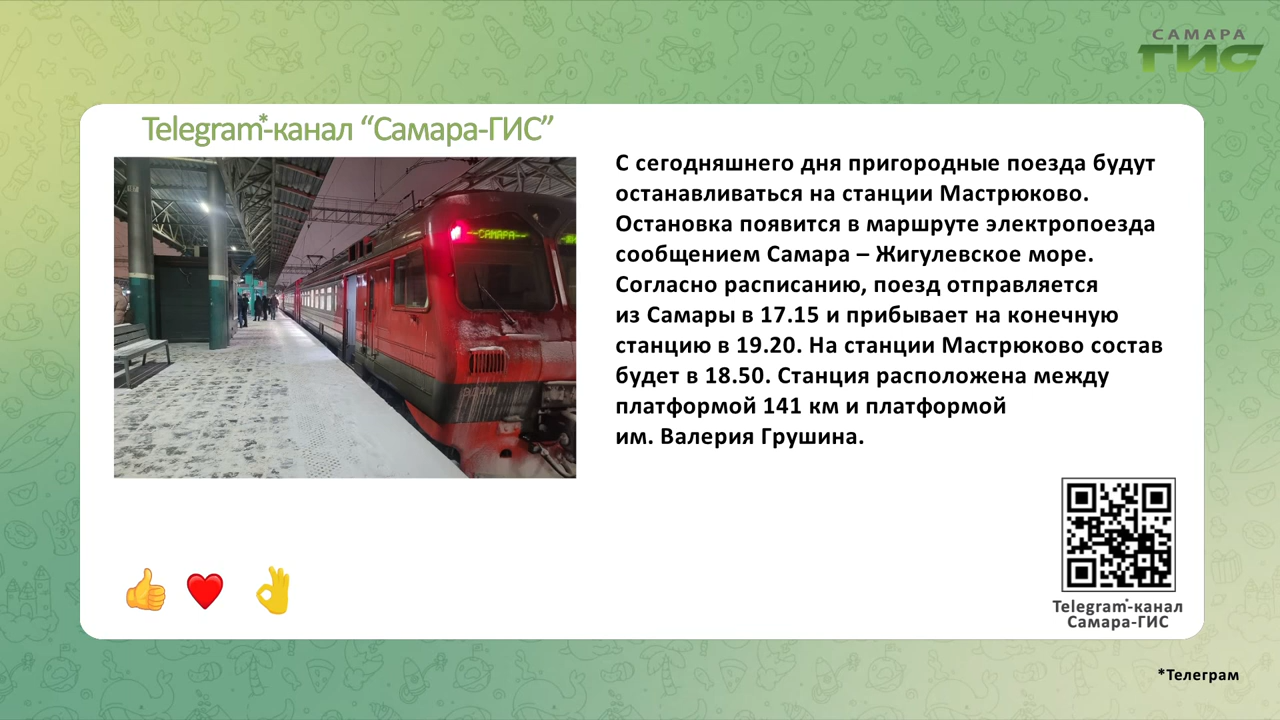 САМАРА
ГИС
Telegram*-канал “Самара-ГИС”
--САМАРА--
С сегодняшнего дня пригородные поезда будут
останавливаться на станции Мастрюково.
Остановка появится в маршруте электропоезда
сообщением Самара – Жигулевское море.
Согласно расписанию, поезд отправляется
из Самары в 17.15 и прибывает на конечную
станцию в 19.20. На станции Мастрюково состав
будет в 18.50. Станция расположена между
платформой 141 км и платформой
им. Валерия Грушина.
Telegram*-канал
Самара-ГИС
*Телеграм